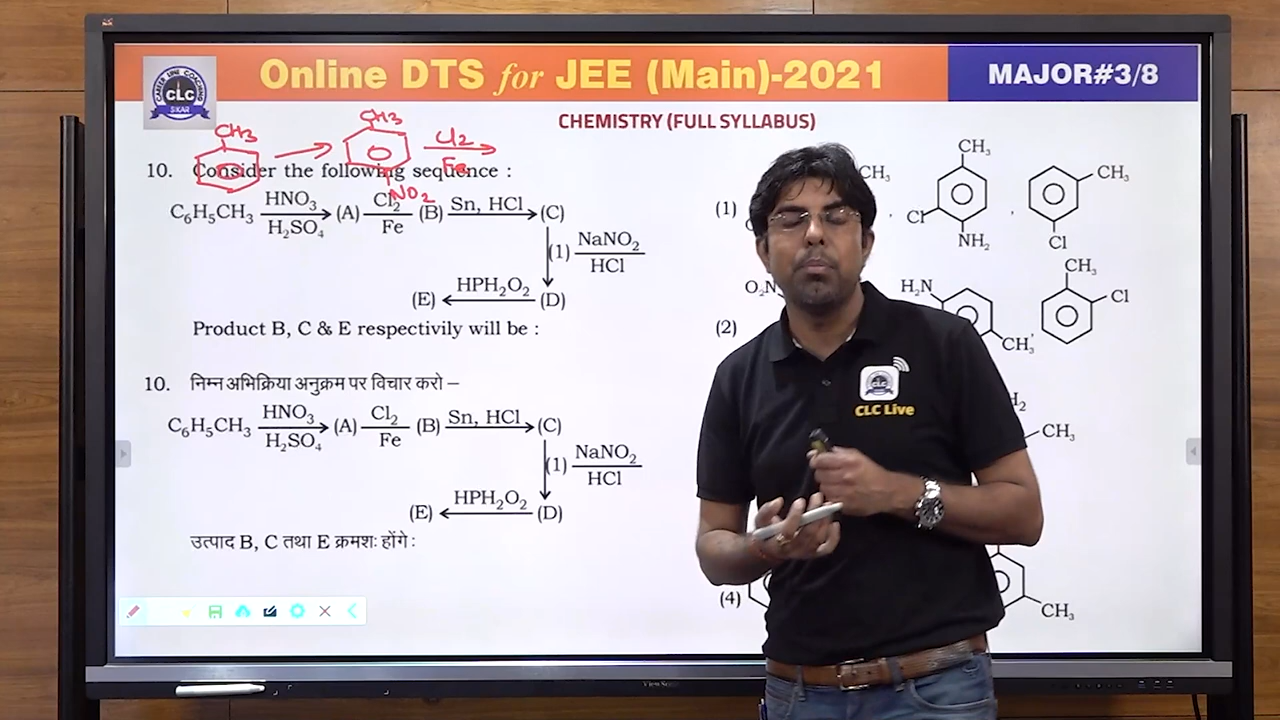 Online DTS for JEE (Main)-2021
MAJOR#3/8
CLC
SIKAR
CHEMISTRY (FULL SYLLABUS)
CH3
CH3
Cl2
Fe
NO2
10. Consider the following sequence :
C6H5CH3 HNO3 H2SO4 (A) Cl2 Fe (B) Sn, HCl (C)
(1) NaNO2 HCl
(E) HPH2O2 (D)
Product B, C & E respectivily will be :
10. निम्न अभिक्रिया अनुक्रम पर विचार करो –
C6H5CH3 HNO3 H2SO4 (A) Cl2 Fe (B) Sn, HCl (C)
(1) NaNO2 HCl
(E) HPH2O2 (D)
उत्पाद B, C तथा E क्रमशः होंगे :
(1) CH3 , CH3 Cl NH2 , CH3 Cl
(2) O2N H2N CH3 , CH3 Cl
CH3
(4) CH3
CLC
CLC Live
ViewSonic